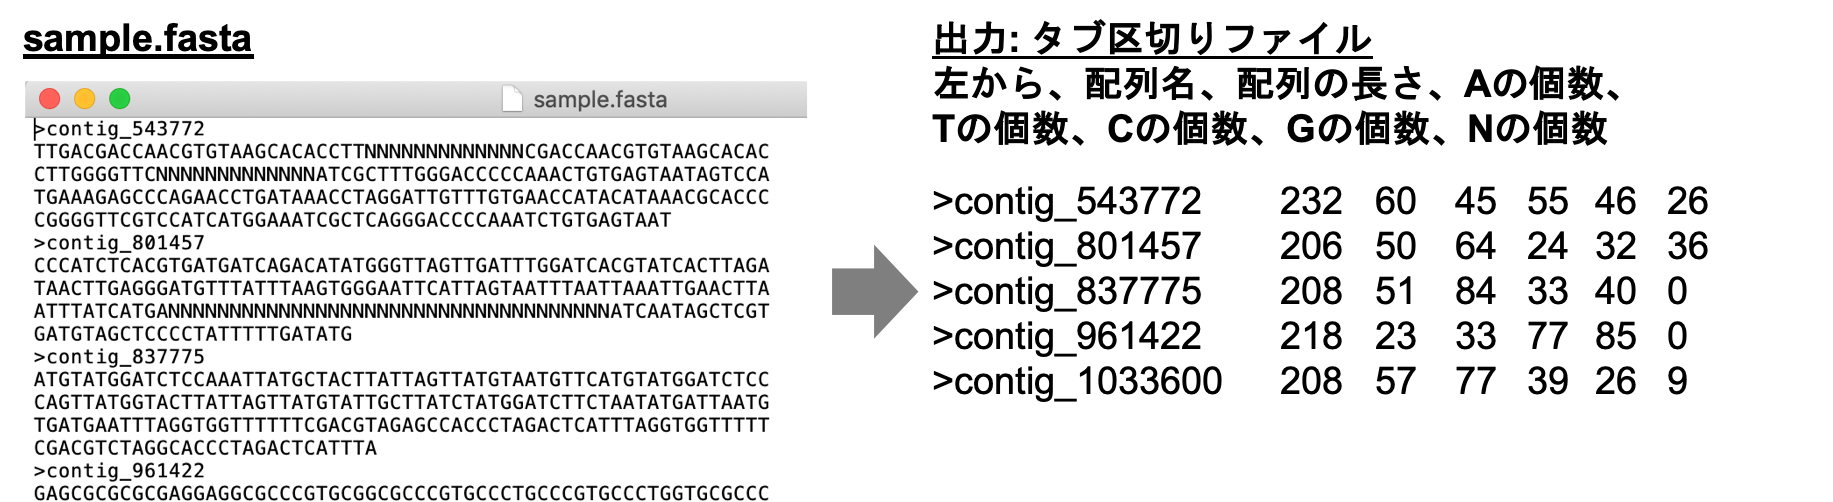 sample.fasta
sample.fasta
>contig_543772
TTGACGACCAACGTGTAAGCACACCTTNNNNNNNNNNNNNCGACCAACGTGTAAGCACAC
CTTGGGGTTCNNNNNNNNNNNNNATCGCTTTGGGACCCCCAAACTGTGAGTAATAGTCCA
TGAAAGAGCCCAGAACCTGATAAACCTAGGATTGTTTGTGAACCATACATAAACGCACCC
CGGGGTTCGTCCATCATGGAAATCGCTCAGGGACCCCAAATCTGTGAGTAAT
>contig_801457
CCCATCTCACGTGATGATCAGACATATGGGTTAGTTGATTTGGATCACGTATCACTTAGA
TAACTTGAGGGATGTTTATTTAAGTGGGAATTCATTAGTAATTTAATTAAATTGAACTTA
ATTTATCATGANNNNNNNNNNNNNNNNNNNNNNNNNNNNNNNNNNNNATCAATAGCTCGT
GATGTAGCTCCCCTATTTTTGATATG
>contig_837775
ATGTATGGATCTCCAAATTATGCTACTTATTAGTTATGTAATGTTCATGTATGGATCTCC
CAGTTATGGTACTTATTAGTTATGTATTGCTTATCTATGGATCTTCTAATATGATTAATG
TGATGAATTTAGGTGGTTTTTTCGACGTAGAGCCACCCTAGACTCATTTAGGTGGTTTTT
CGACGTCTAGGCACCCTAGACTCATTTA
>contig_961422
GAGCGCGCGCGAGGAGGCGCCCGTGCGGCGCCCGTGCCCTGCCCGTGCCCTGGTGCGCCC
出力: タブ区切りファイル
左から、配列名、配列の長さ、Aの個数、
Tの個数、Cの個数、Gの個数、Nの個数
>contig_543772 232 60 45 55 46 26
>contig_801457 206 50 64 24 32 36
>contig_837775 208 51 84 33 40 0
>contig_961422 218 23 33 77 85 0
>contig_1033600 208 57 77 39 26 9